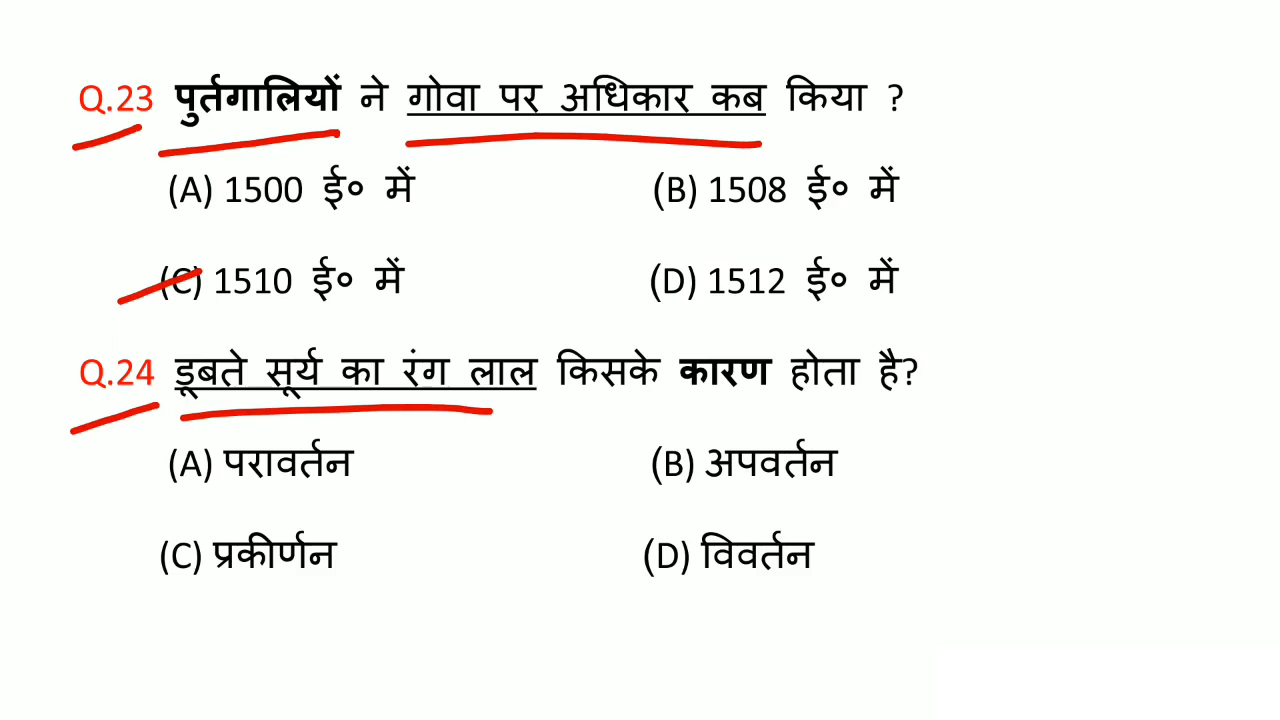 Q.23 पुर्तगालियों ने गोवा पर अधिकार कब किया ?
(A) 1500 ई० में (B) 1508 ई० में
(C) 1510 ई० में (D) 1512 ई० में
Q.24 डूबते सूर्य का रंग लाल किसके कारण होता है?
(A) परावर्तन (B) अपवर्तन
(C) प्रकीर्णन (D) विवर्तन